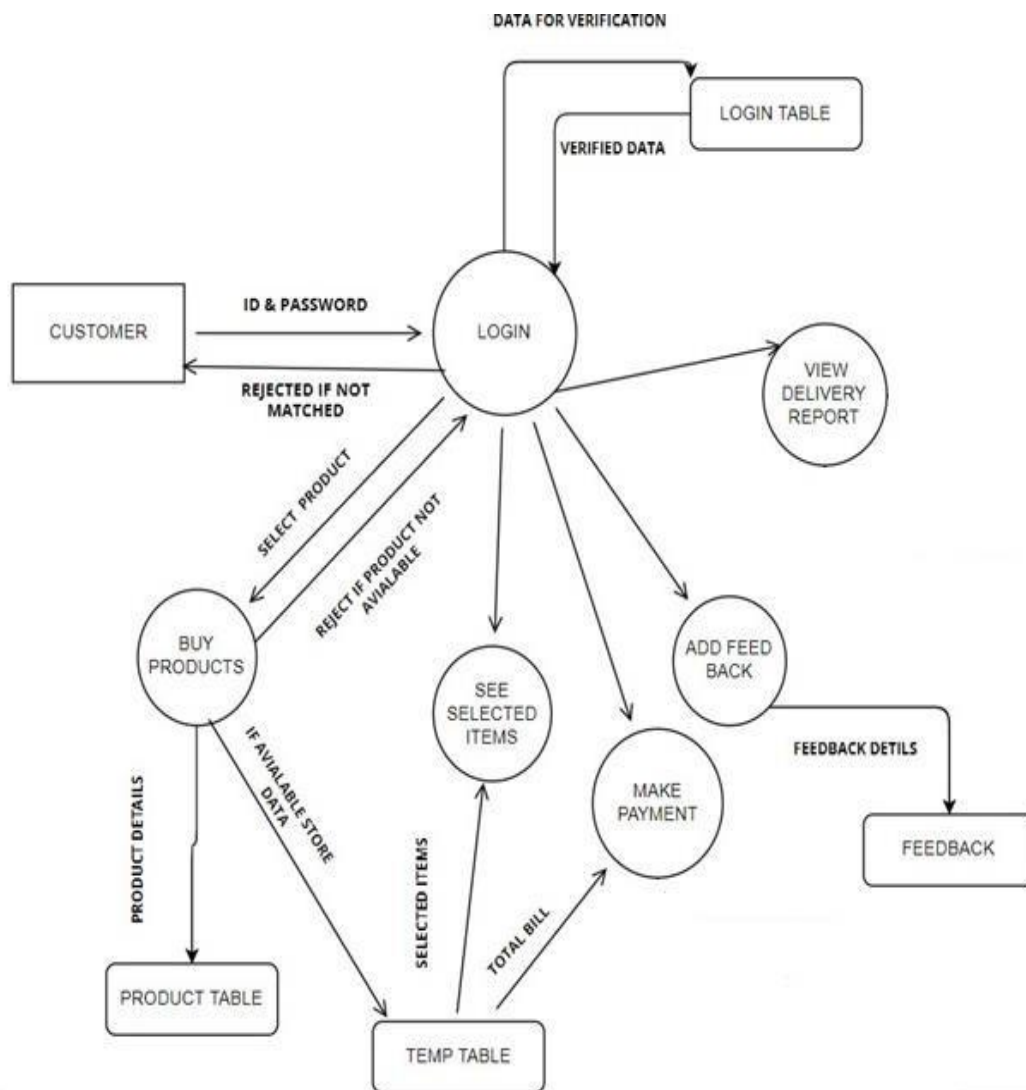 DATA FOR VERIFICATION
LOGIN TABLE
VERIFIED DATA
CUSTOMER
ID & PASSWORD
LOGIN
REJECTED IF NOT
MATCHED
VIEW
DELIVERY
REPORT
SELECT PRODUCT
REJECT IF PRODUCT NOT
AVIALABLE
BUY
PRODUCTS
SEE
SELECTED
ITEMS
ADD FEED
BACK
IF AVIALABLE STORE
DATA
PRODUCT DETAILS
MAKE
PAYMENT
FEEDBACK DETILS
FEEDBACK
SELECTED ITEMS
TOTAL BILL
PRODUCT TABLE
TEMP TABLE